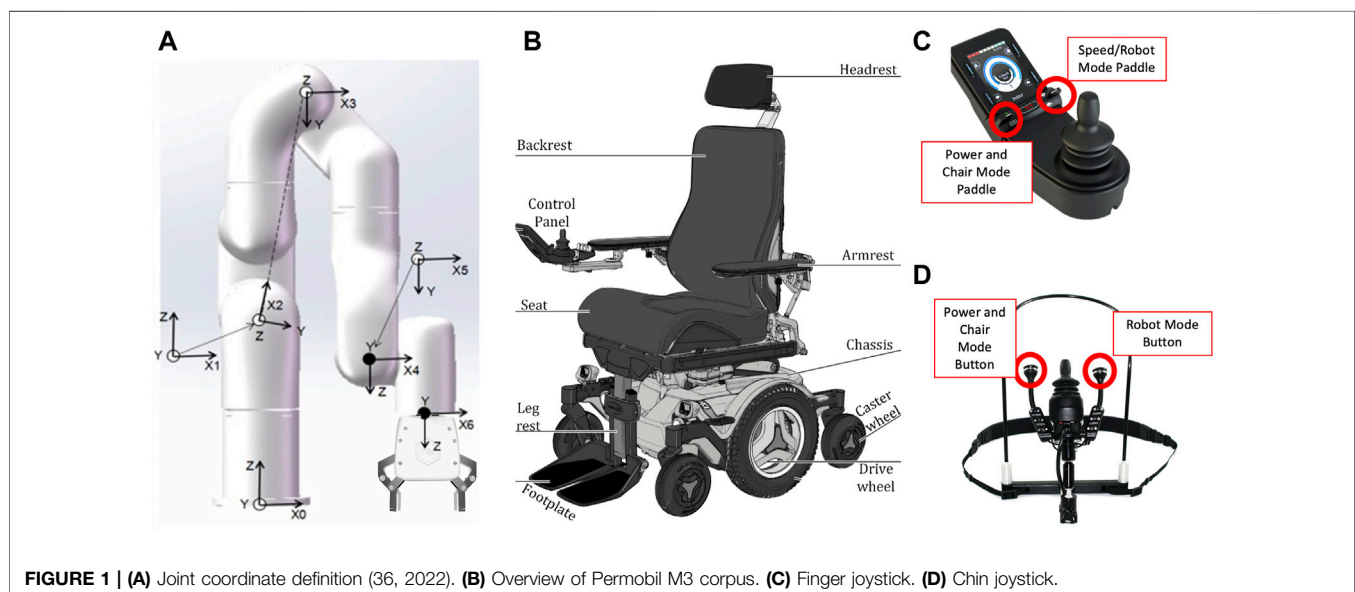 A
Z
X3
Y
X2
Z
Y
Z
Y
X1
Z
X5
Y
Y
X4
Z
Y
X6
Z
Z
Y
X0
B
Headrest
Backrest
Control
Panel
Armrest
Seat
Chassis
Leg
rest
Caster
wheel
Drive
wheel
Footplate
C
Speed/Robot
Mode Paddle
Power and
Chair Mode
Paddle
D
Power and
Chair
Mode
Button
Robot Mode
Button
FIGURE 1 | (A) Joint coordinate definition (36, 2022). (B) Overview of Permobil M3 corpus. (C) Finger joystick. (D) Chin joystick.